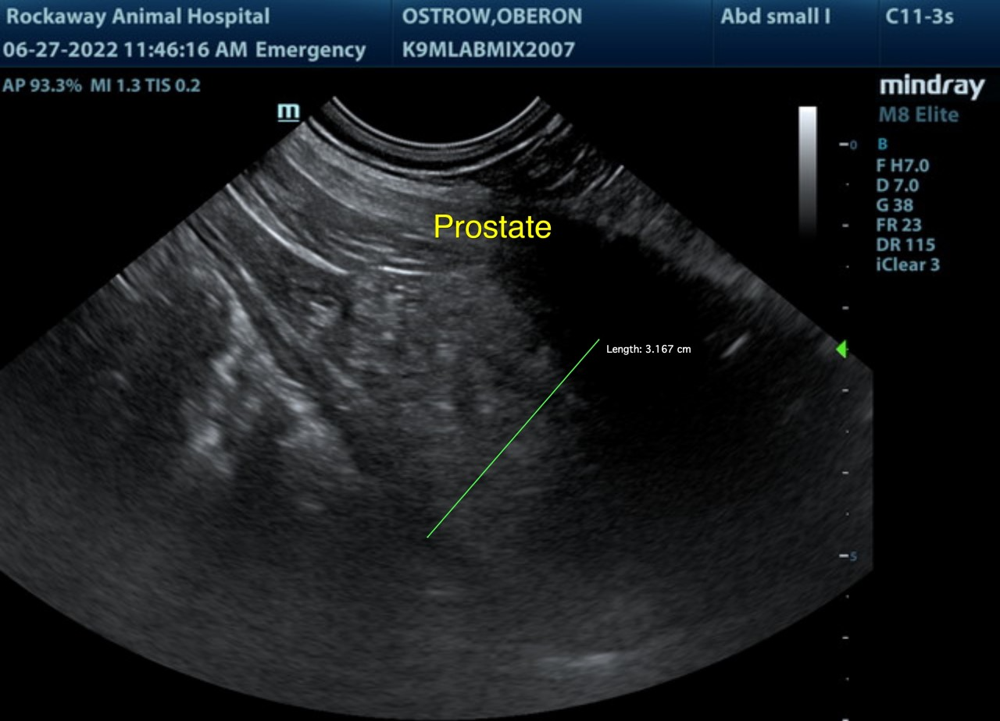 Rockaway Animal Hospital
OSTROW,OBERON
Abd small I
C11-3s
06-27-2022 11:46:16 AM Emergency
K9MLABMIX2007
AP 93.3% MI 1.3 TIS 0.2
mindray
m
M8 Elite
0
B
F H7.0
D 7.0
G 38
FR 23
DR 115
iClear 3
Prostate
Length: 3.167 cm
5